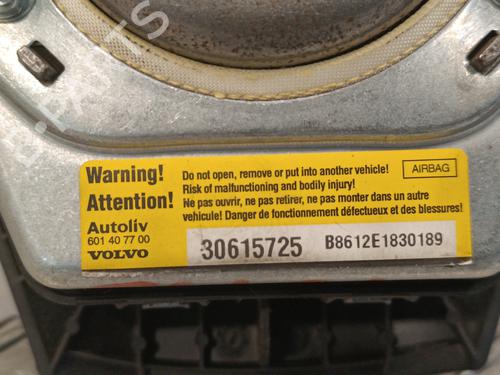 Warning!
Attention!
Autoliv
601 40 77 00
VOLVO
Do not open, remove or put into another vehicle!
Risk of malfunctioning and bodily injury!
Ne pas ouvrir, ne pas retirer, ne pas monter dans un autre
vehicule! Danger de fonctionnement défectueux et des blessures!
AIRBAG
30615725
B8612E1830189